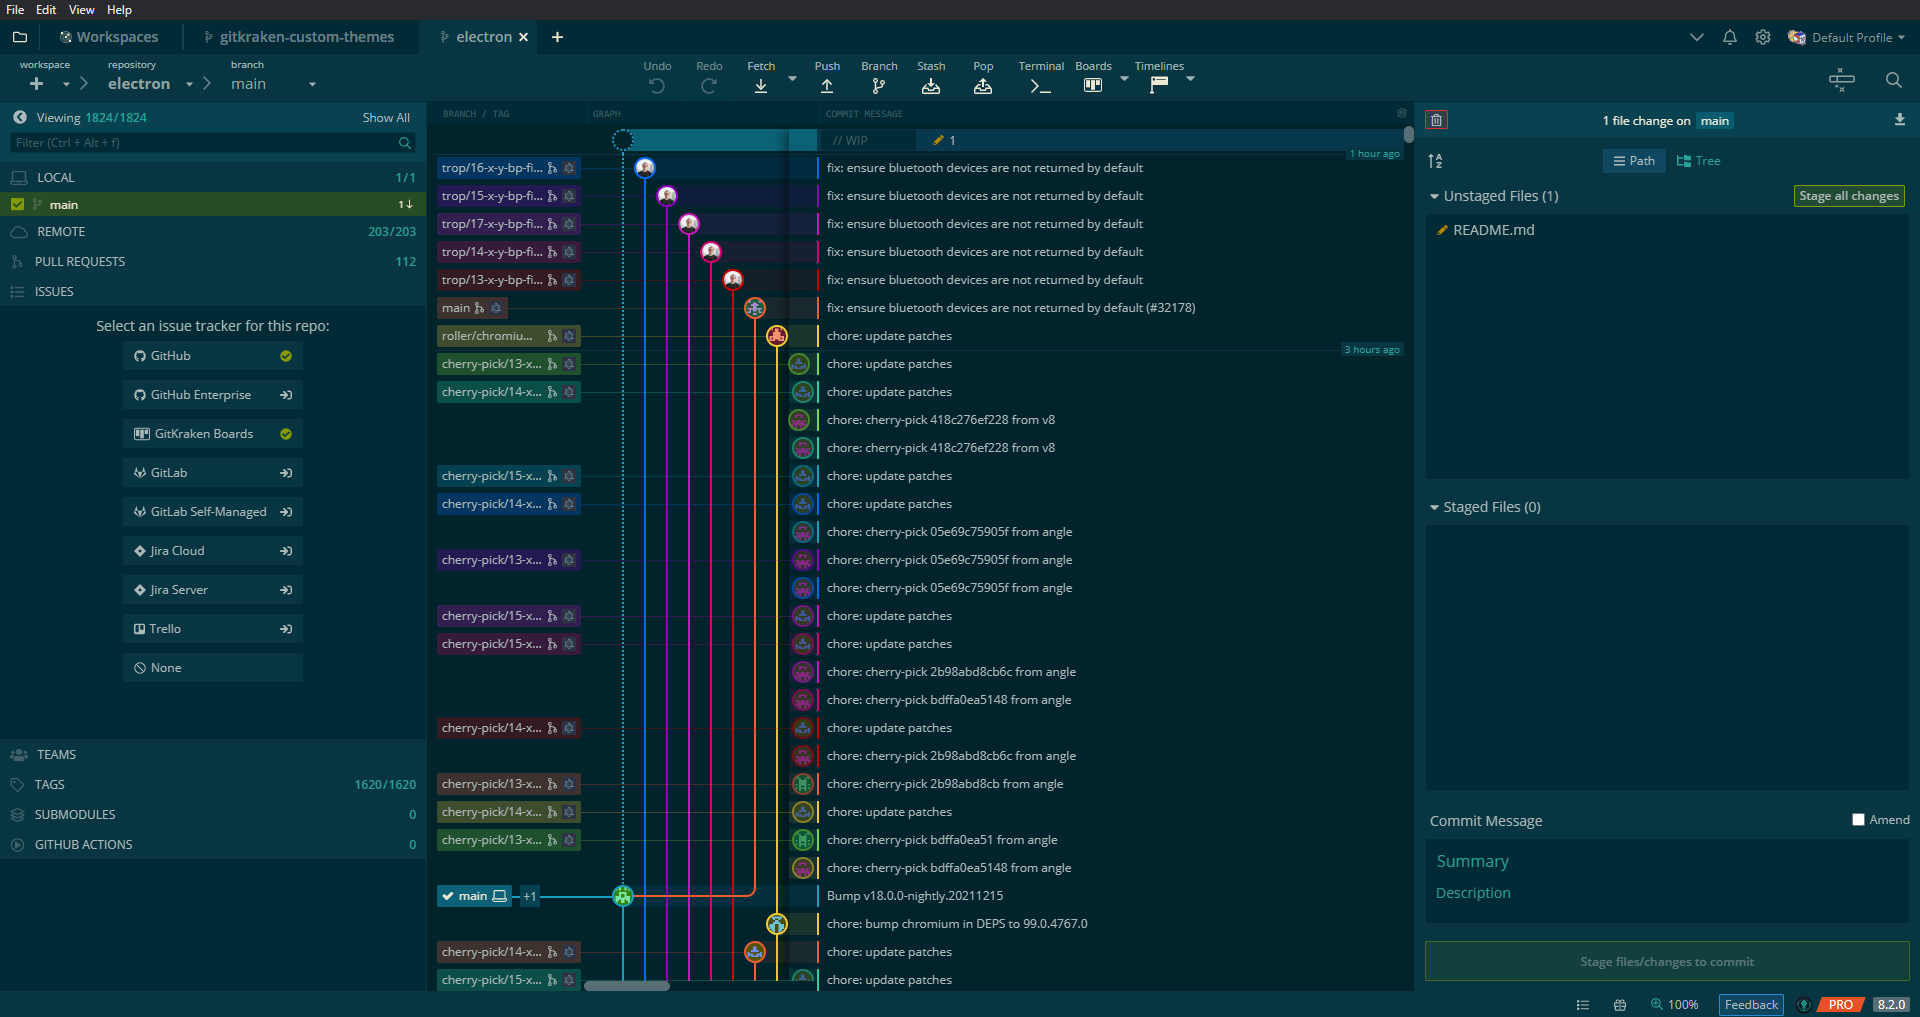 File Edit View Help
Workspaces gitkraken-custom-themes electron Default Profile
workspace repository branch
electron main
Undo Redo Fetch Push Branch Stash Pop Terminal Boards Timelines
Viewing 1824/1824 Show All
Filter (Ctrl + Alt + f)
LOCAL 1/1
main 1↓
REMOTE 203/203
PULL REQUESTS 112
ISSUES
Select an issue tracker for this repo:
GitHub
GitHub Enterprise
GitKraken Boards
GitLab
GitLab Self-Managed
Jira Cloud
Jira Server
Trello
None
TEAMS
TAGS 1620/1620
SUBMODULES 0
GITHUB ACTIONS 0
BRANCH / TAG GRAPH COMMIT MESSAGE
// WIP 1
1 hour ago
trop/16-x-y-bp-fi... fix: ensure bluetooth devices are not returned by default
trop/15-x-y-bp-fi... fix: ensure bluetooth devices are not returned by default
trop/17-x-y-bp-fi... fix: ensure bluetooth devices are not returned by default
trop/14-x-y-bp-fi... fix: ensure bluetooth devices are not returned by default
trop/13-x-y-bp-fi... fix: ensure bluetooth devices are not returned by default
main fix: ensure bluetooth devices are not returned by default (#32178)
roller/chromiu... chore: update patches
3 hours ago
cherry-pick/13-x... chore: update patches
cherry-pick/14-x... chore: update patches
chore: cherry-pick 418c276ef228 from v8
chore: cherry-pick 418c276ef228 from v8
cherry-pick/15-x... chore: update patches
cherry-pick/14-x... chore: update patches
chore: cherry-pick 05e69c75905f from angle
cherry-pick/13-x... chore: cherry-pick 05e69c75905f from angle
chore: cherry-pick 05e69c75905f from angle
cherry-pick/15-x... chore: update patches
cherry-pick/15-x... chore: update patches
chore: cherry-pick 2b98abd8cb6c from angle
chore: cherry-pick bdffa0ea5148 from angle
cherry-pick/14-x... chore: update patches
chore: cherry-pick 2b98abd8cb6c from angle
cherry-pick/13-x... chore: cherry-pick 2b98abd8cb from angle
cherry-pick/14-x... chore: update patches
cherry-pick/13-x... chore: cherry-pick bdffa0ea51 from angle
chore: cherry-pick bdffa0ea5148 from angle
main +1 Bump v18.0.0-nightly.20211215
chore: bump chromium in DEPS to 99.0.4767.0
cherry-pick/14-x... chore: update patches
cherry-pick/15-x... chore: update patches
1 file change on main
Path Tree
Unstaged Files (1) Stage all changes
README.md
Staged Files (0)
Commit Message Amend
Summary
Description
Stage files/changes to commit
100% Feedback PRO 8.2.0